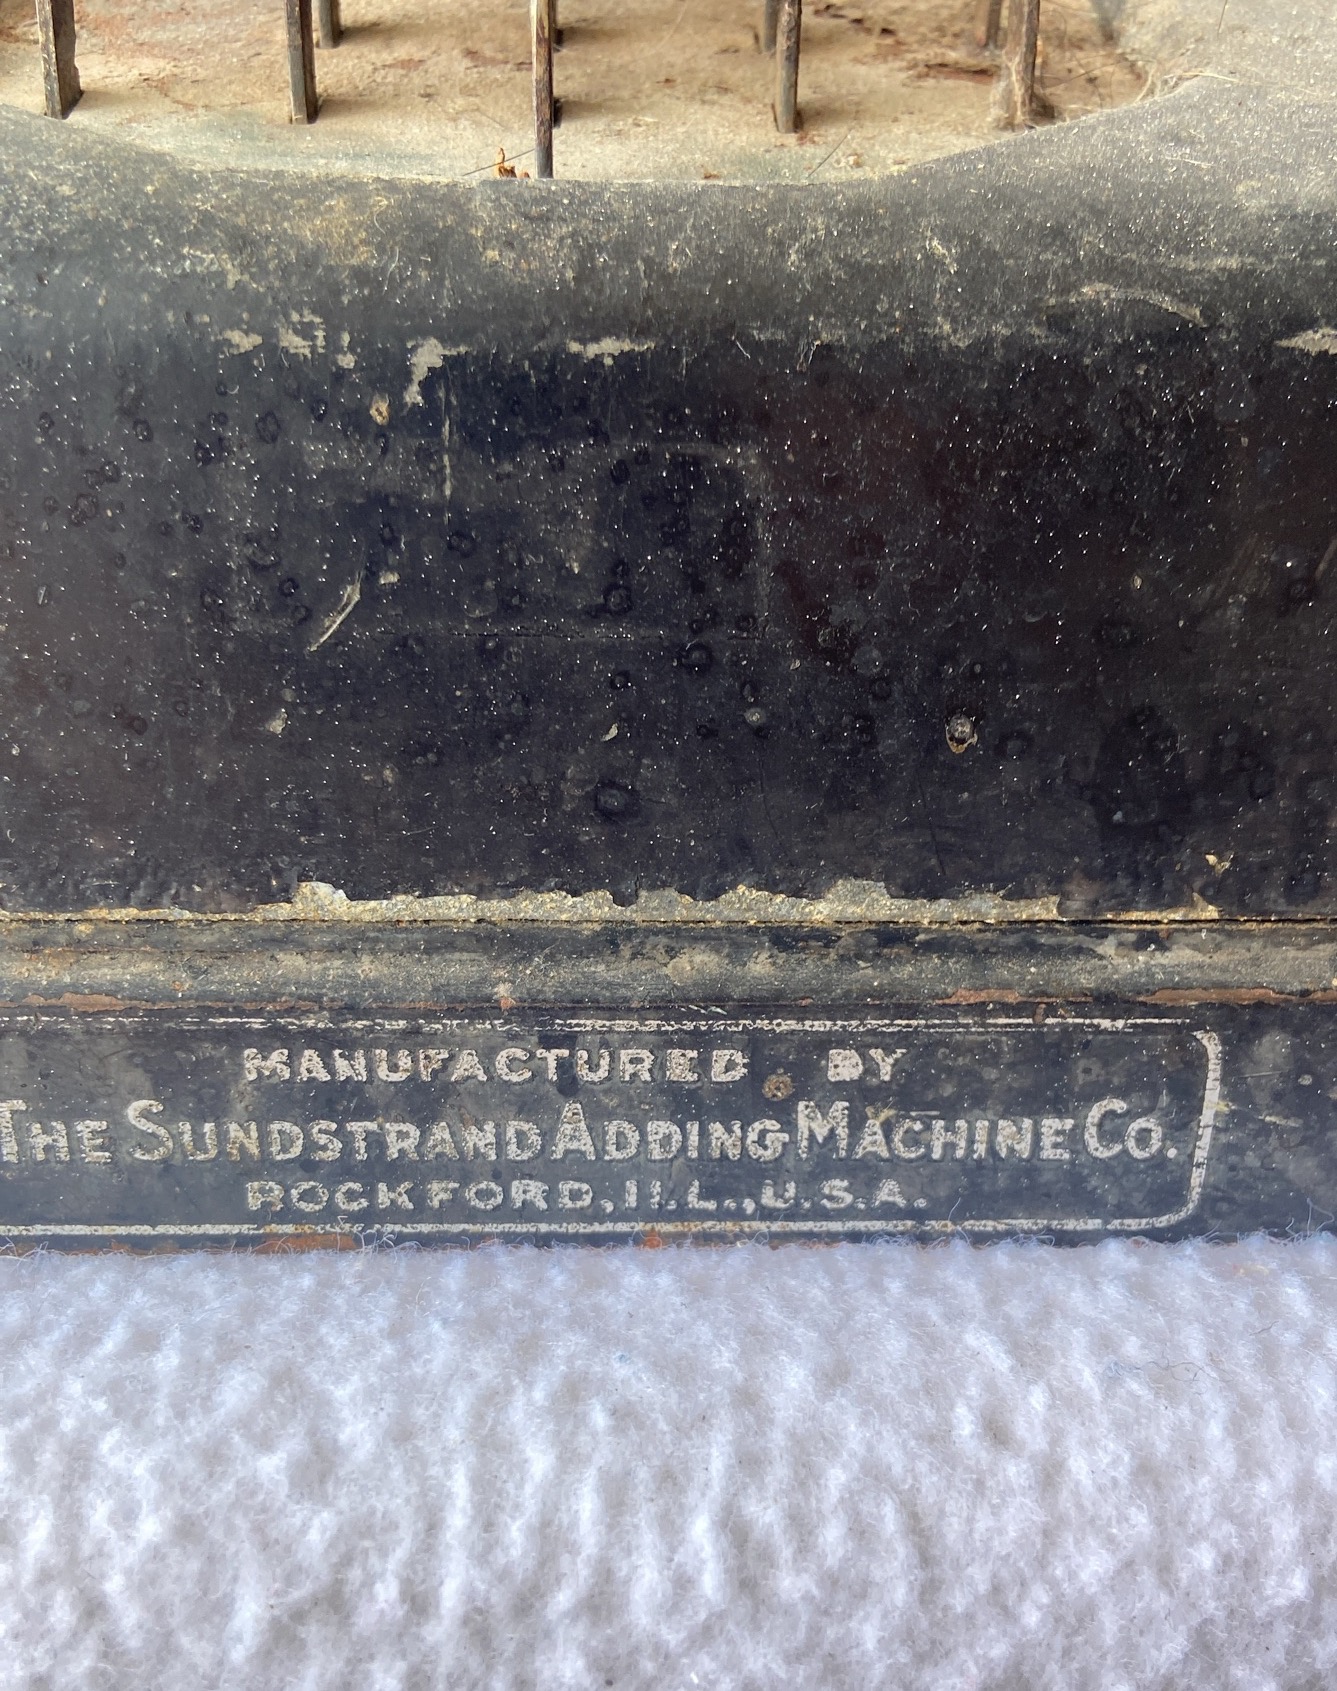 MANUFACTURED BY
THE SUNDSTRAND ADDING MACHINE CO.
ROCKFORD, ILL., U.S.A.